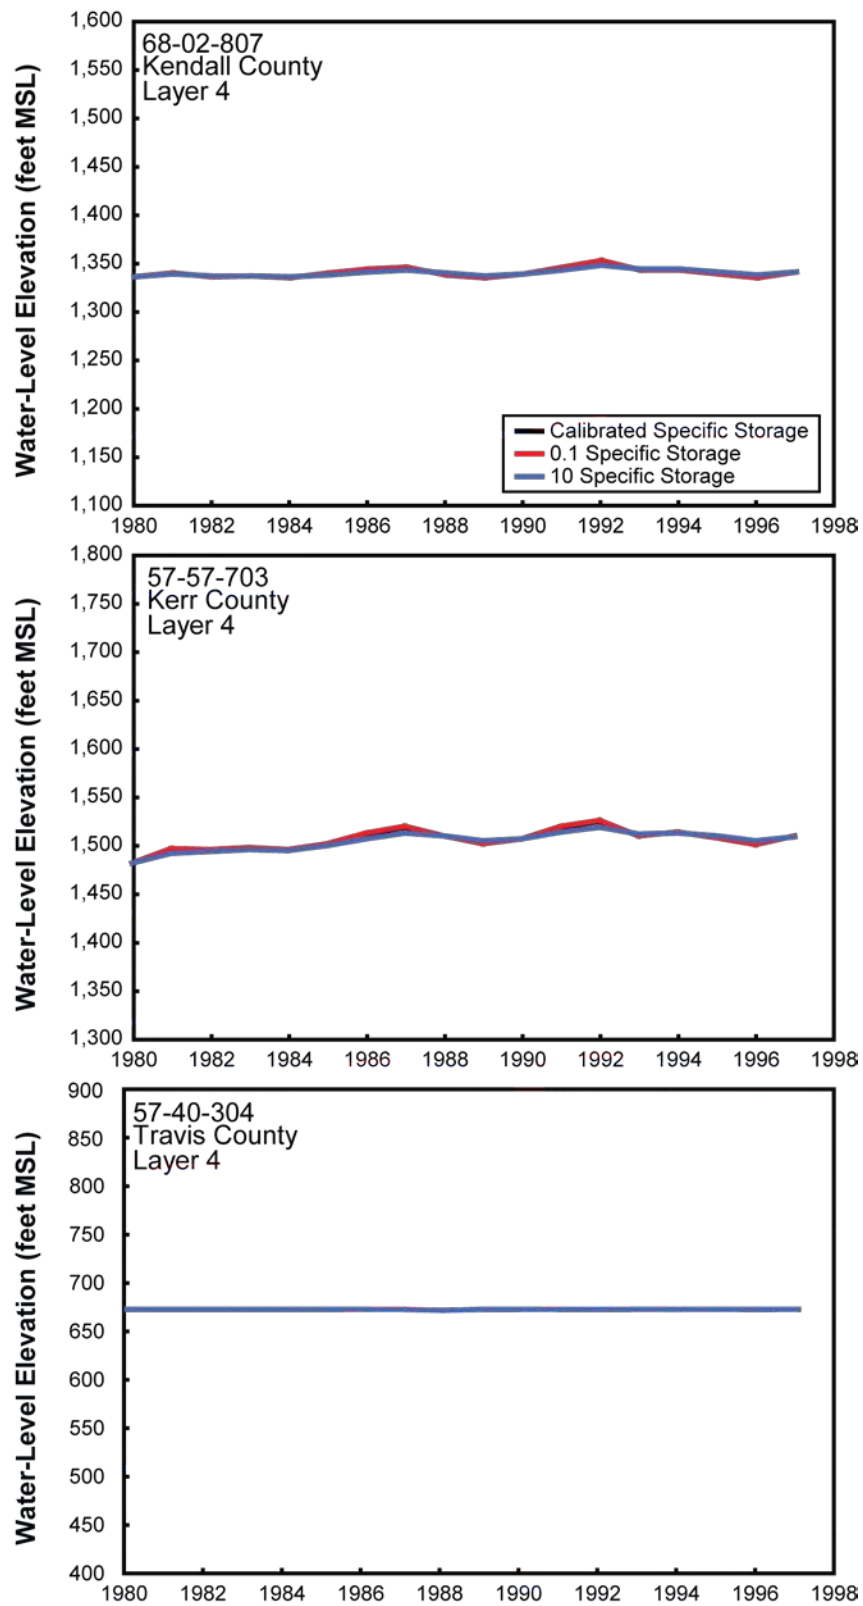 Water-Level Elevation (feet MSL)
1,600
1,550
1,500
1,450
1,400
1,350
1,300
1,250
1,200
1,150
1,100
68-02-807
Kendall County
Layer 4
Calibrated Specific Storage
0.1 Specific Storage
10 Specific Storage
1980 1982 1984 1986 1988 1990 1992 1994 1996 1998
Water-Level Elevation (feet MSL)
1,800
1,750
1,700
1,650
1,600
1,550
1,500
1,450
1,400
1,350
1,300
57-57-703
Kerr County
Layer 4
1980 1982 1984 1986 1988 1990 1992 1994 1996 1998
Water-Level Elevation (feet MSL)
900
850
800
750
700
650
600
550
500
450
400
57-40-304
Travis County
Layer 4
1980 1982 1984 1986 1988 1990 1992 1994 1996 1998